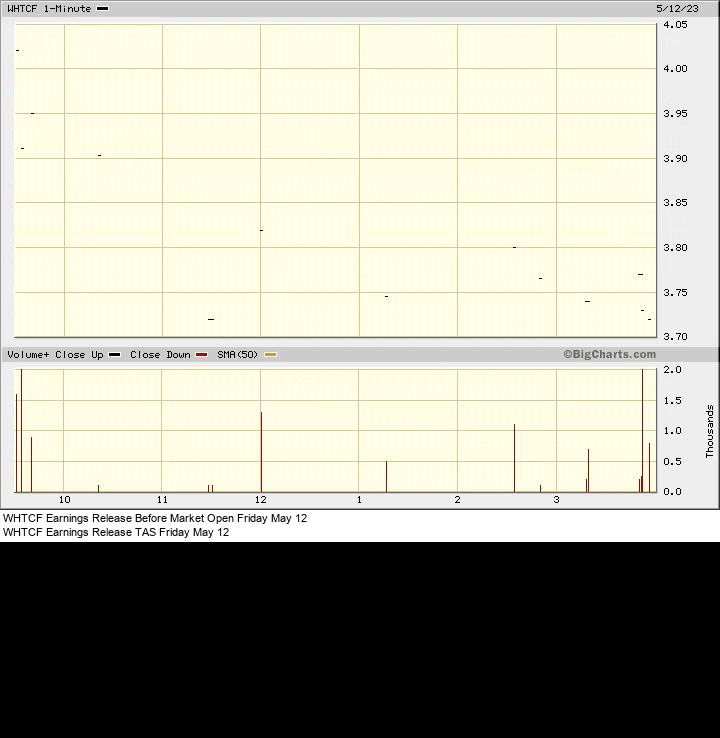 WHTCF 1-Minute 5/12/23
4.05
4.00
3.95
3.90
3.85
3.80
3.75
3.70
Volume+ Close Up Close Down SMA(50) ©BigCharts.com
2.0
1.5
1.0
0.5
0.0
Thousands
10 11 12 1 2 3
WHTCF Earnings Release Before Market Open Friday May 12
WHTCF Earnings Release TAS Friday May 12